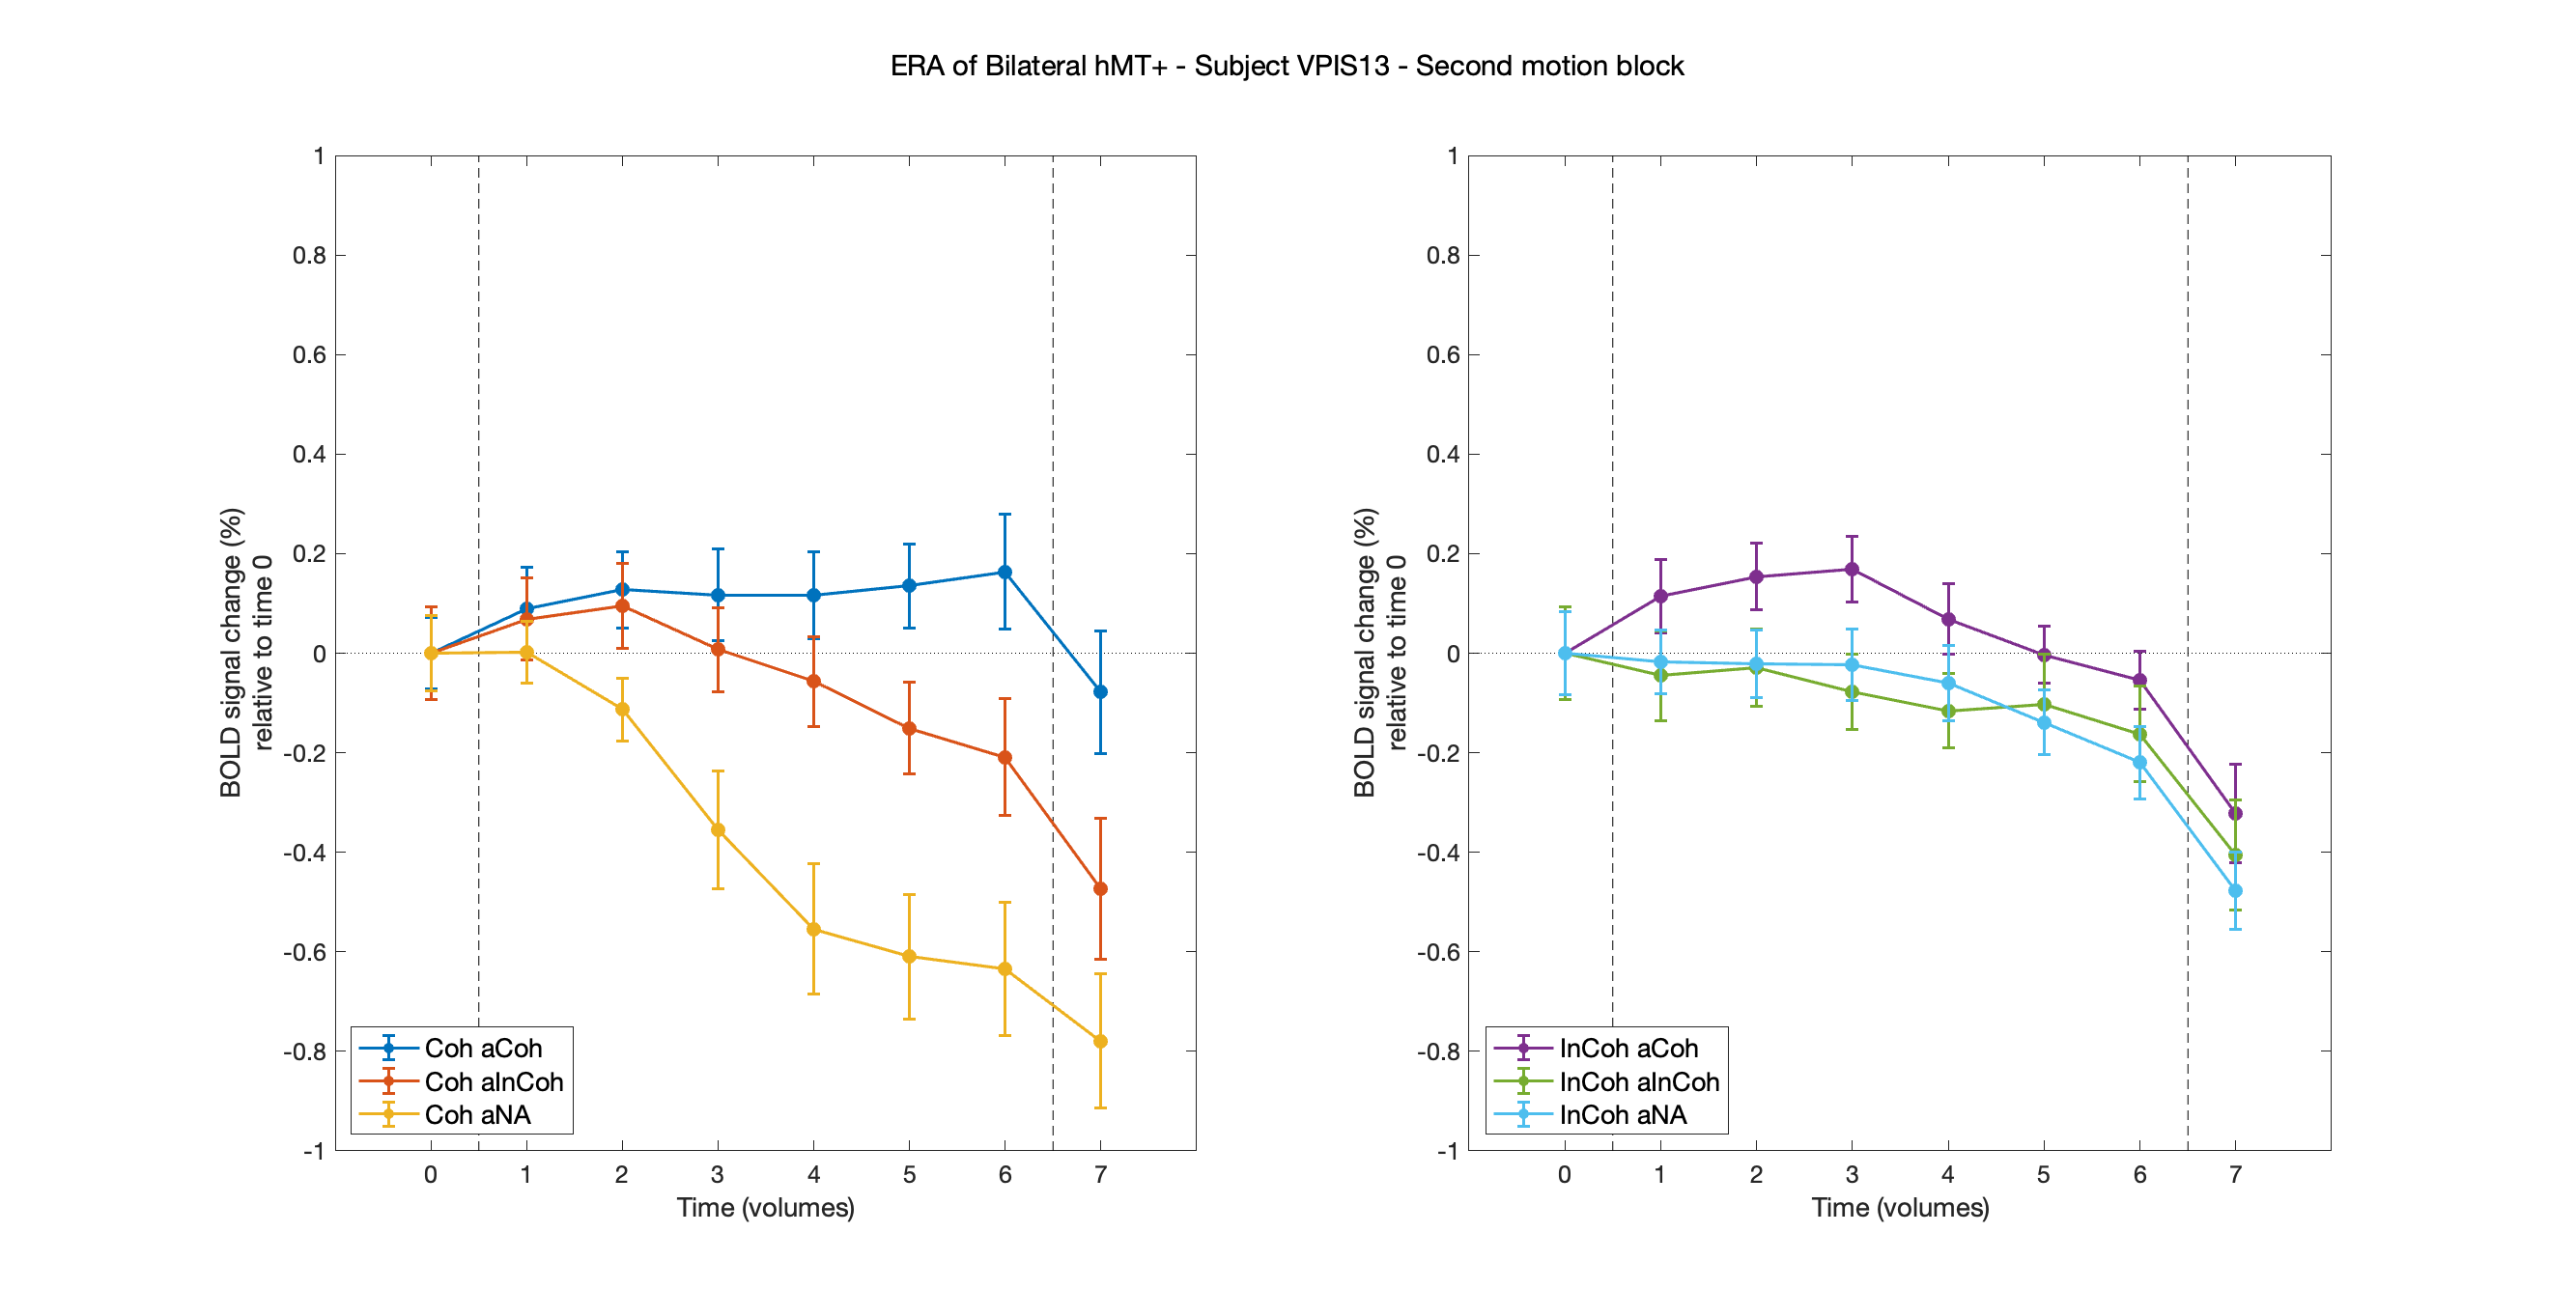 ERA of Bilateral hMT+ - Subject VPIS13 - Second motion block
1
0.8
0.6
0.4
0.2
0
-0.2
-0.4
-0.6
-0.8
-1
BOLD signal change (%)
relative to time 0
0 1 2 3 4 5 6 7
Time (volumes)
Coh aCoh
Coh aInCoh
Coh aNA
1
0.8
0.6
0.4
0.2
0
-0.2
-0.4
-0.6
-0.8
-1
BOLD signal change (%)
relative to time 0
0 1 2 3 4 5 6 7
Time (volumes)
InCoh aCoh
InCoh aInCoh
InCoh aNA